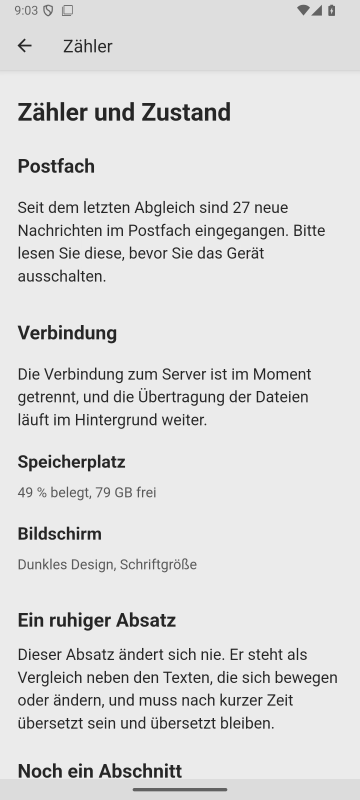 9:03
Zähler
Zähler und Zustand
Postfach
Seit dem letzten Abgleich sind 27 neue
Nachrichten im Postfach eingegangen. Bitte
lesen Sie diese, bevor Sie das Gerät
ausschalten.
Verbindung
Die Verbindung zum Server ist im Moment
getrennt, und die Übertragung der Dateien
läuft im Hintergrund weiter.
Speicherplatz
49 % belegt, 79 GB frei
Bildschirm
Dunkles Design, Schriftgröße
Ein ruhiger Absatz
Dieser Absatz ändert sich nie. Er steht als
Vergleich neben den Texten, die sich bewegen
oder ändern, und muss nach kurzer Zeit
übersetzt sein und übersetzt bleiben.
Noch ein Abschnitt